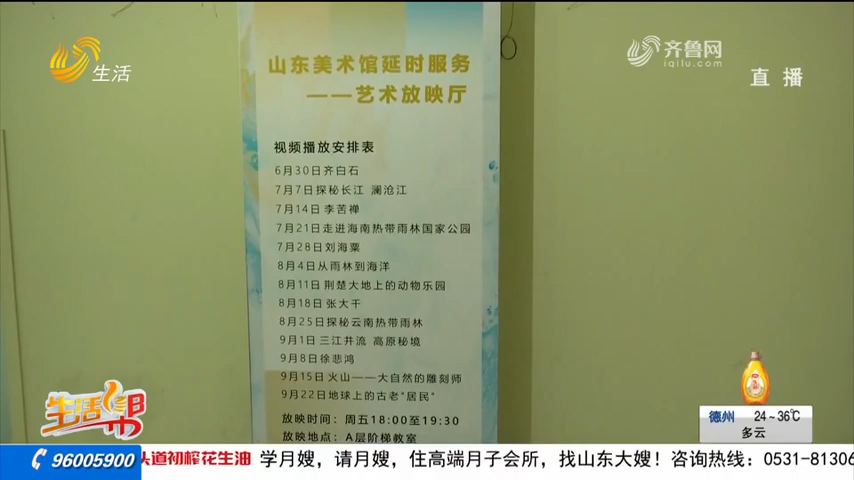 生活
齐鲁网
iqilu.com
直播
山东美术馆延时服务
——艺术放映厅
视频播放安排表
6月30日齐白石
7月7日探秘长江 澜沧江
7月14日 李苦禅
7月21日走进海南热带雨林国家公园
7月28日刘海粟
8月4日从雨林到海洋
8月11日 荆楚大地上的动物乐园
8月18日 张大千
8月25日探秘云南热带雨林
9月1日 三江并流 高原秘境
9月8日徐悲鸿
9月15日 火山——大自然的雕刻师
9月22日地球上的古老"居民"
放映时间：周五18:00至19:30
放映地点：A层阶梯教室
生活帮
德州 24～36℃
多云
96005900 头道初榨花生油 学月嫂，请月嫂，住高端月子会所，找山东大嫂！咨询热线：0531-81306